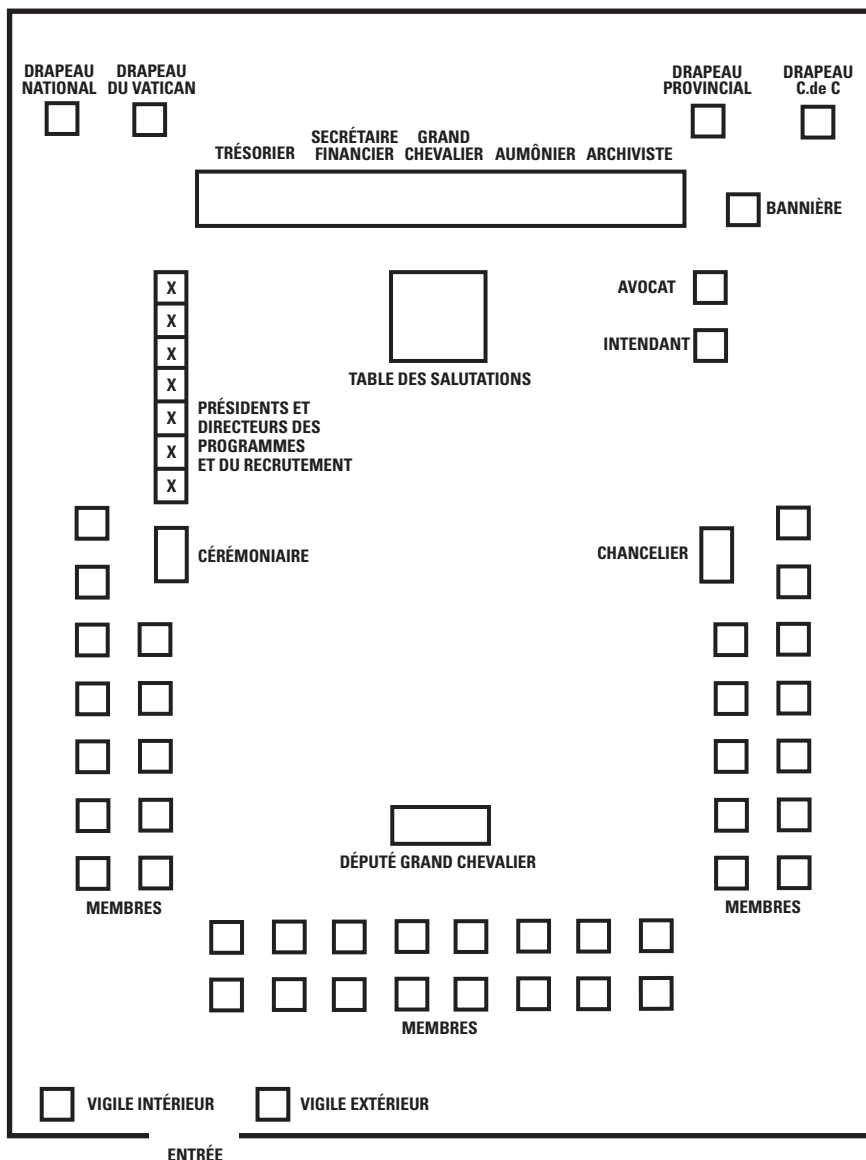 DRAPEAU NATIONAL
DRAPEAU DU VATICAN
DRAPEAU PROVINCIAL
DRAPEAU C.de C
TRÉSORIER
SECRÉTAIRE FINANCIER
GRAND CHEVALIER
AUMÔNIER
ARCHIVISTE
BANNIÈRE
X
X
X
X
X
X
X
AVOCAT
INTENDANT
TABLE DES SALUTATIONS
PRÉSIDENTS ET
DIRECTEURS DES
PROGRAMMES
ET DU RECRUTEMENT
CÉRÉMONIAIRE
CHANCELIER
DÉPUTÉ GRAND CHEVALIER
MEMBRES
MEMBRES
MEMBRES
VIGILE INTÉRIEUR
VIGILE EXTÉRIEUR
ENTRÉE